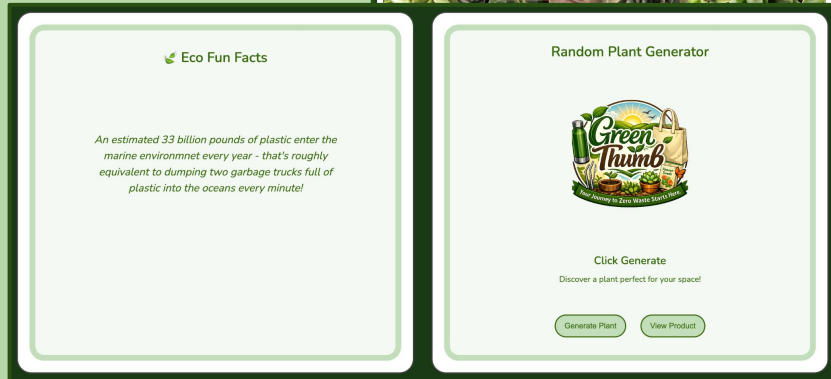 Eco Fun Facts
An estimated 33 billion pounds of plastic enter the
marine environmnet every year - that's roughly
equivalent to dumping two garbage trucks full of
plastic into the oceans every minute!
Random Plant Generator
Green
Thumb
Your Journey to Zero Waste Starts Here.
Click Generate
Discover a plant perfect for your space!
Generate Plant
View Product